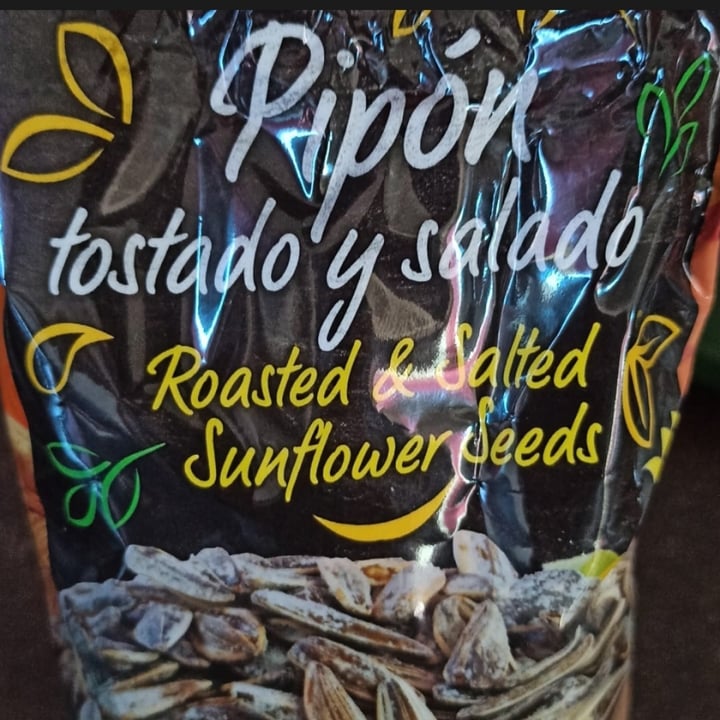 Pipón
tostado y salado
Roasted & Salted
Sunflower Seeds